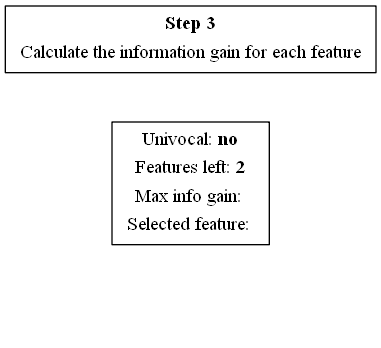 Step 3
Calculate the information gain for each feature
Univocal: no
Features left: 2
Max info gain:
Selected feature: